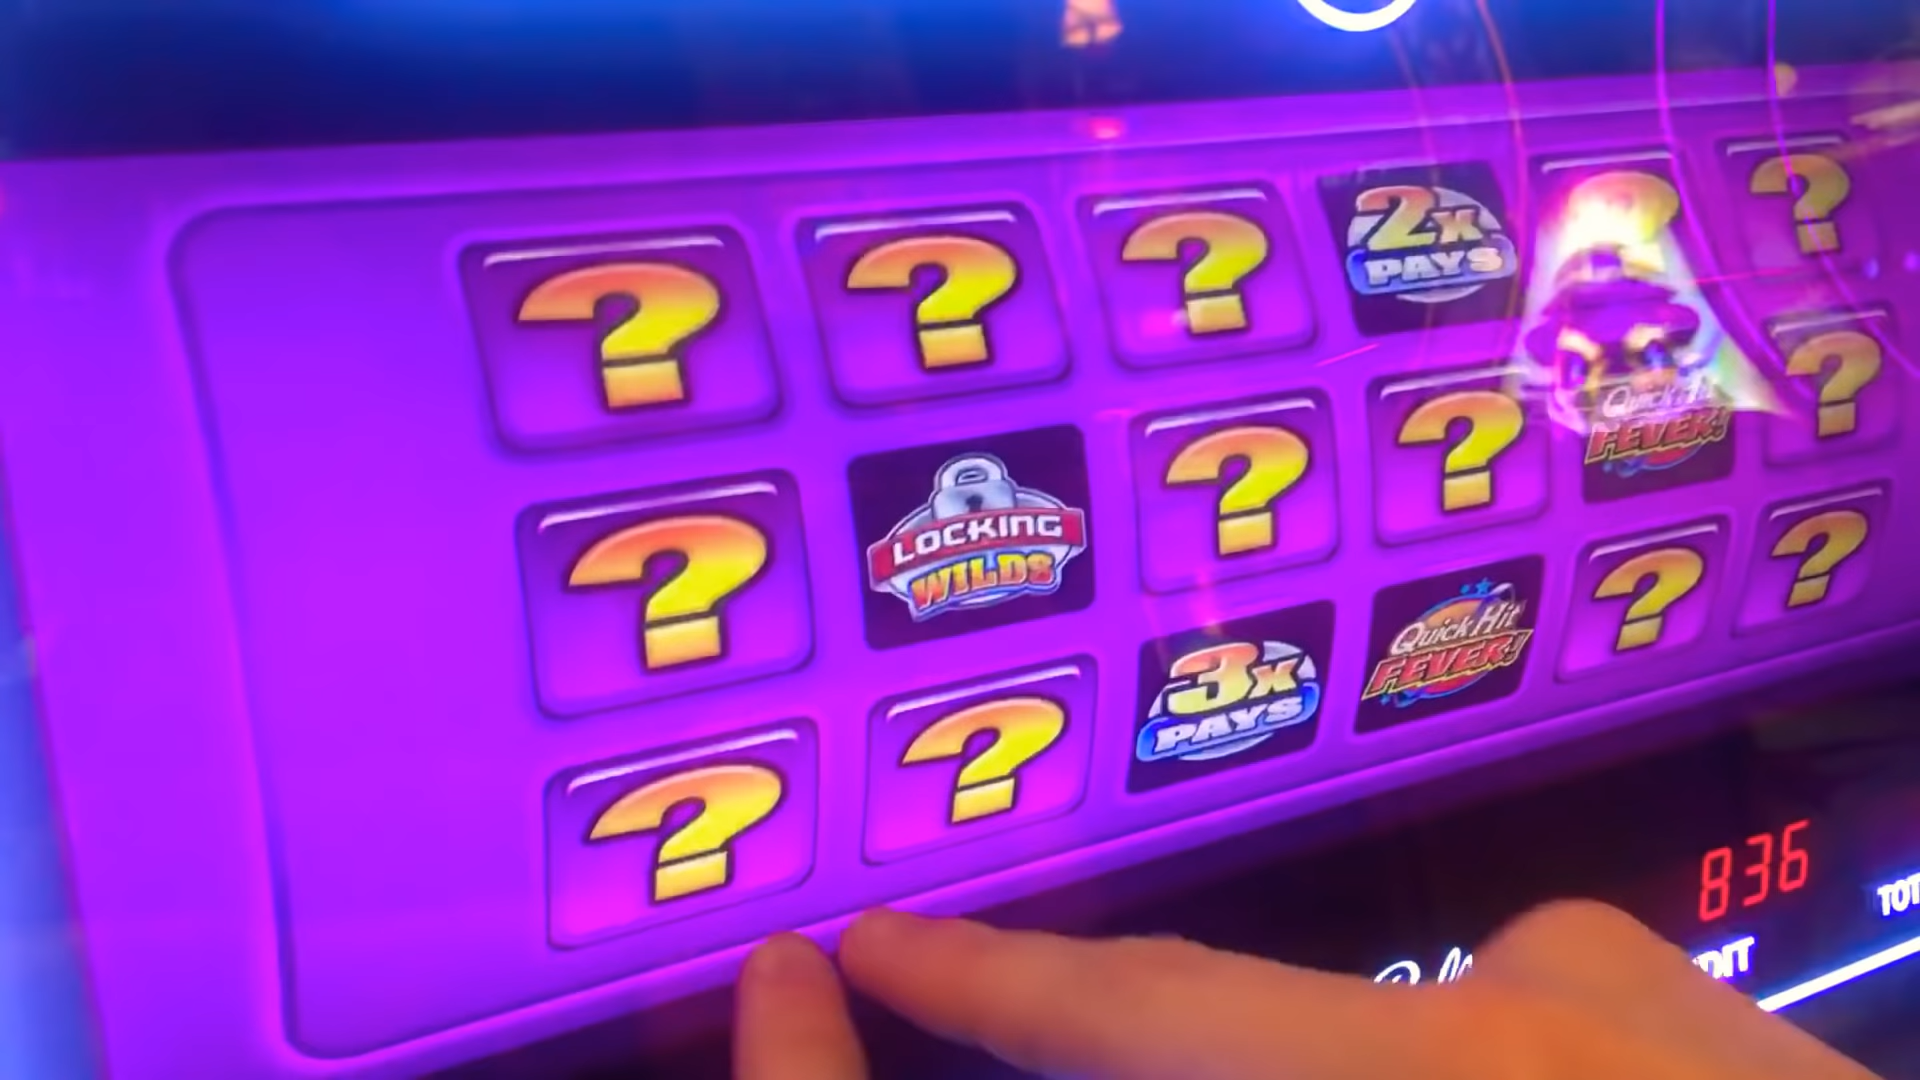 ? ? ? 2x PAYS ? ?
? LOCKING WILDS ? ? Quick Hit FEVER! ?
? ? 3x PAYS Quick Hit FEVER! ? ?
836